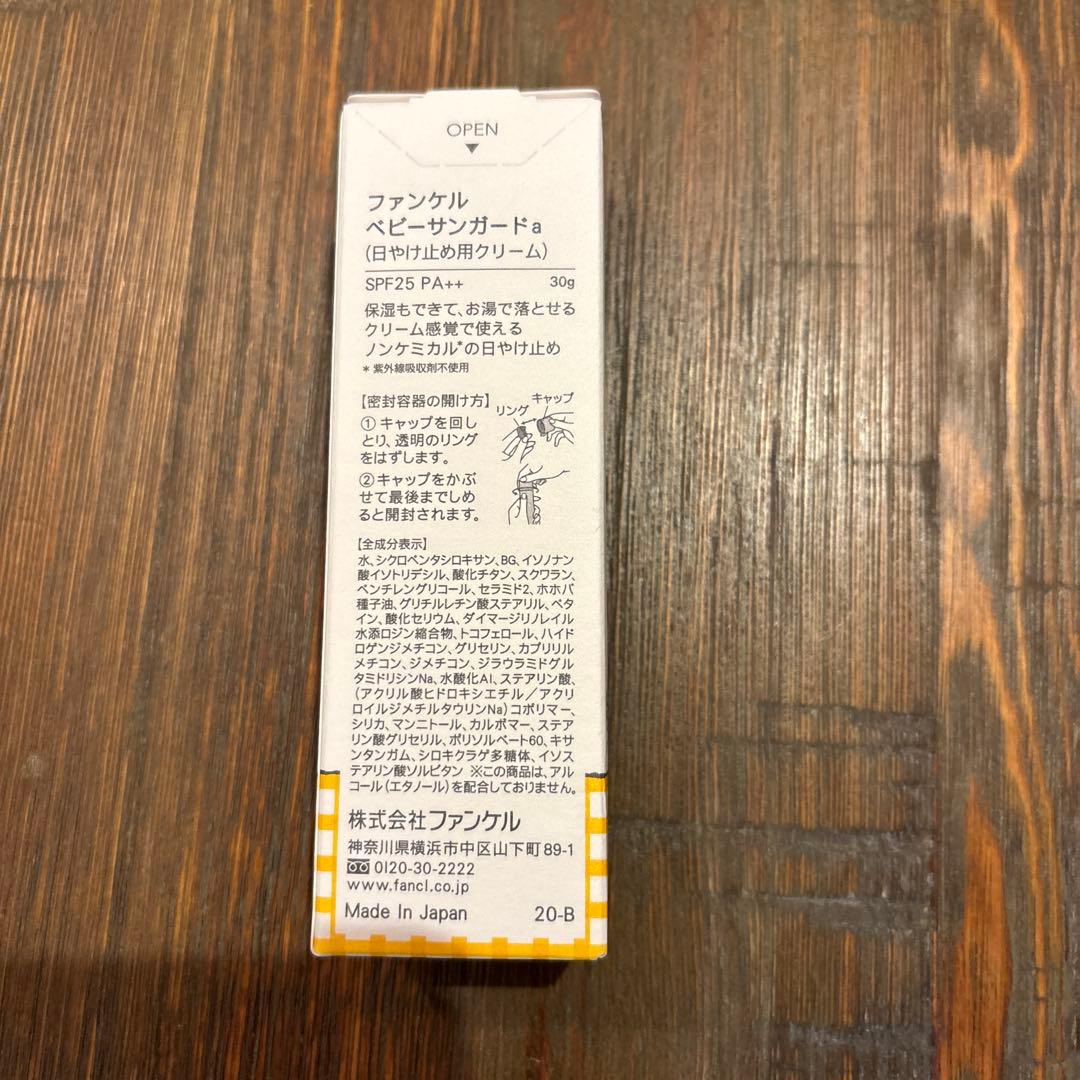 OPEN
▼
ファンケル
ベビーサンガードa
(日やけ止め用クリーム)
SPF25 PA++ 30g
保湿もできて、お湯で落とせる
クリーム感覚で使える
ノンケミカル*の日やけ止め
* 紫外線吸収剤不使用
【密封容器の開け方】
キャップ
リング
① キャップを回し
とり、透明のリング
をはずします。
② キャップをかぶ
せて最後までしめ
ると開封されます。
【全成分表示】
水、シクロペンタシロキサン、BG、イソノナン
酸イソトリデシル、酸化チタン、スクワラン、
ペンチレングリコール、セラミド2、ホホバ
種子油、グリチルレチン酸ステアリル、ベタ
イン、酸化セリウム、ダイマージリノレイル
水添ロジン縮合物、トコフェロール、ハイド
ロゲンジメチコン、グリセリン、カプリリル
メチコン、ジメチコン、ジラウラミドグル
タミドリシンNa、水酸化Al、ステアリン酸、
(アクリル酸ヒドロキシエチル/アクリ
ロイルジメチルタウリンNa)コポリマー、
シリカ、マンニトール、カルボマー、ステア
リン酸グリセリル、ポリソルベート60、キサ
ンタンガム、シロキクラゲ多糖体、イソス
テアリン酸ソルビタン ※この商品は、アル
コール(エタノール)を配合しておりません。
株式会社ファンケル
神奈川県横浜市中区山下町89-1
0120-30-2222
www.fancl.co.jp
Made In Japan 20-B